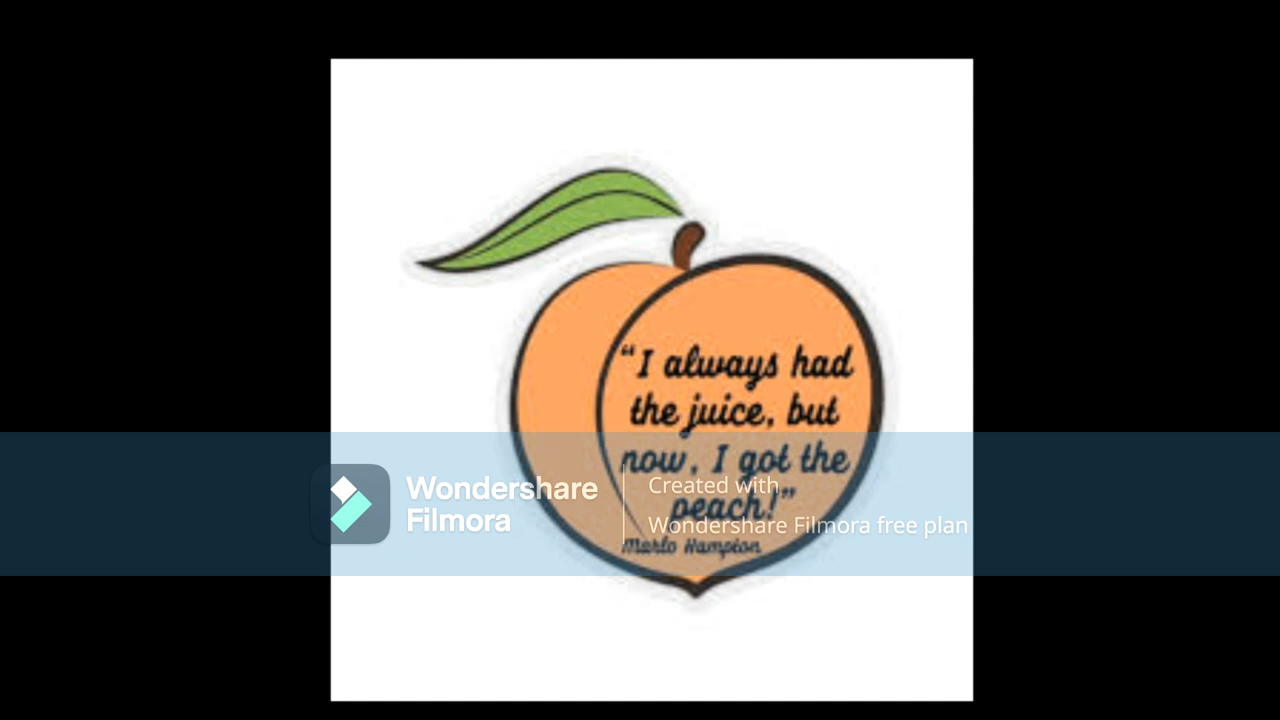 “I always had
the juice, but
now, I got the
peach!”
Marlo Hampton
Wondershare
Filmora
Created with
Wondershare Filmora free plan